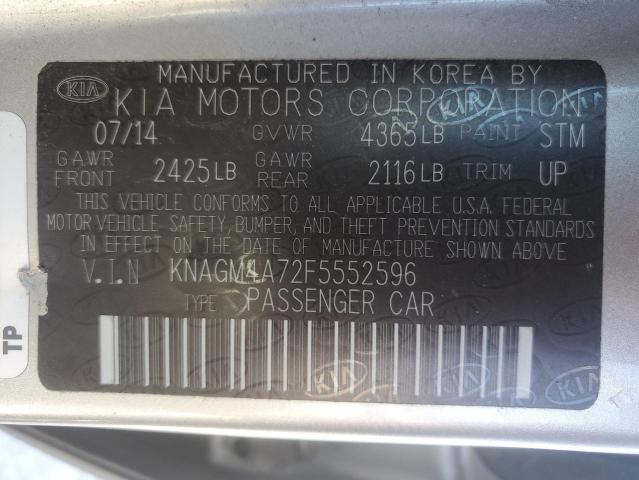 MANUFACTURED IN KOREA BY
KIA KIA MOTORS CORPORATION
07/14 GVWR 4365LB PAINT STM
GAWR FRONT 2425LB GAWR REAR 2116LB TRIM UP
THIS VEHICLE CONFORMS TO ALL APPLICABLE U.S.A. FEDERAL
MOTOR VEHICLE SAFETY, BUMPER, AND THEFT PREVENTION STANDARDS
IN EFFECT ON THE DATE OF MANUFACTURE SHOWN ABOVE
V.I.N KNAGM4A72F5552596
TYPE PASSENGER CAR
TP
KIA
KIA